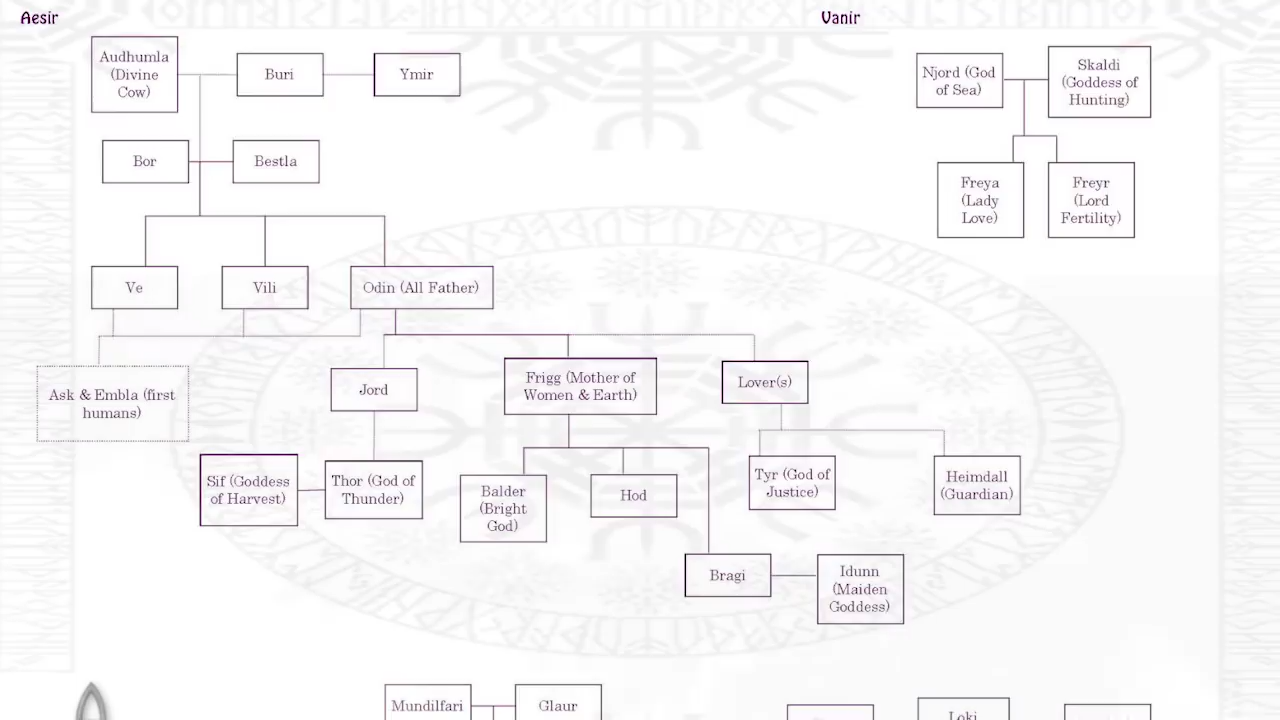 Aesir
Vanir
Audhumla
(Divine
Cow)
Buri
Ymir
Njord (God
of Sea)
Skaldi
(Goddess of
Hunting)
Bor
Bestla
Freya
(Lady
Love)
Freyr
(Lord
Fertility)
Ve
Vili
Odin (All Father)
Ask & Embla (first
humans)
Jord
Frigg (Mother of
Women & Earth)
Lover(s)
Sif (Goddess
of Harvest)
Thor (God of
Thunder)
Balder
(Bright
God)
Hod
Tyr (God of
Justice)
Heimdall
(Guardian)
Bragi
Idunn
(Maiden
Goddess)
Mundilfari
Glaur
Loki